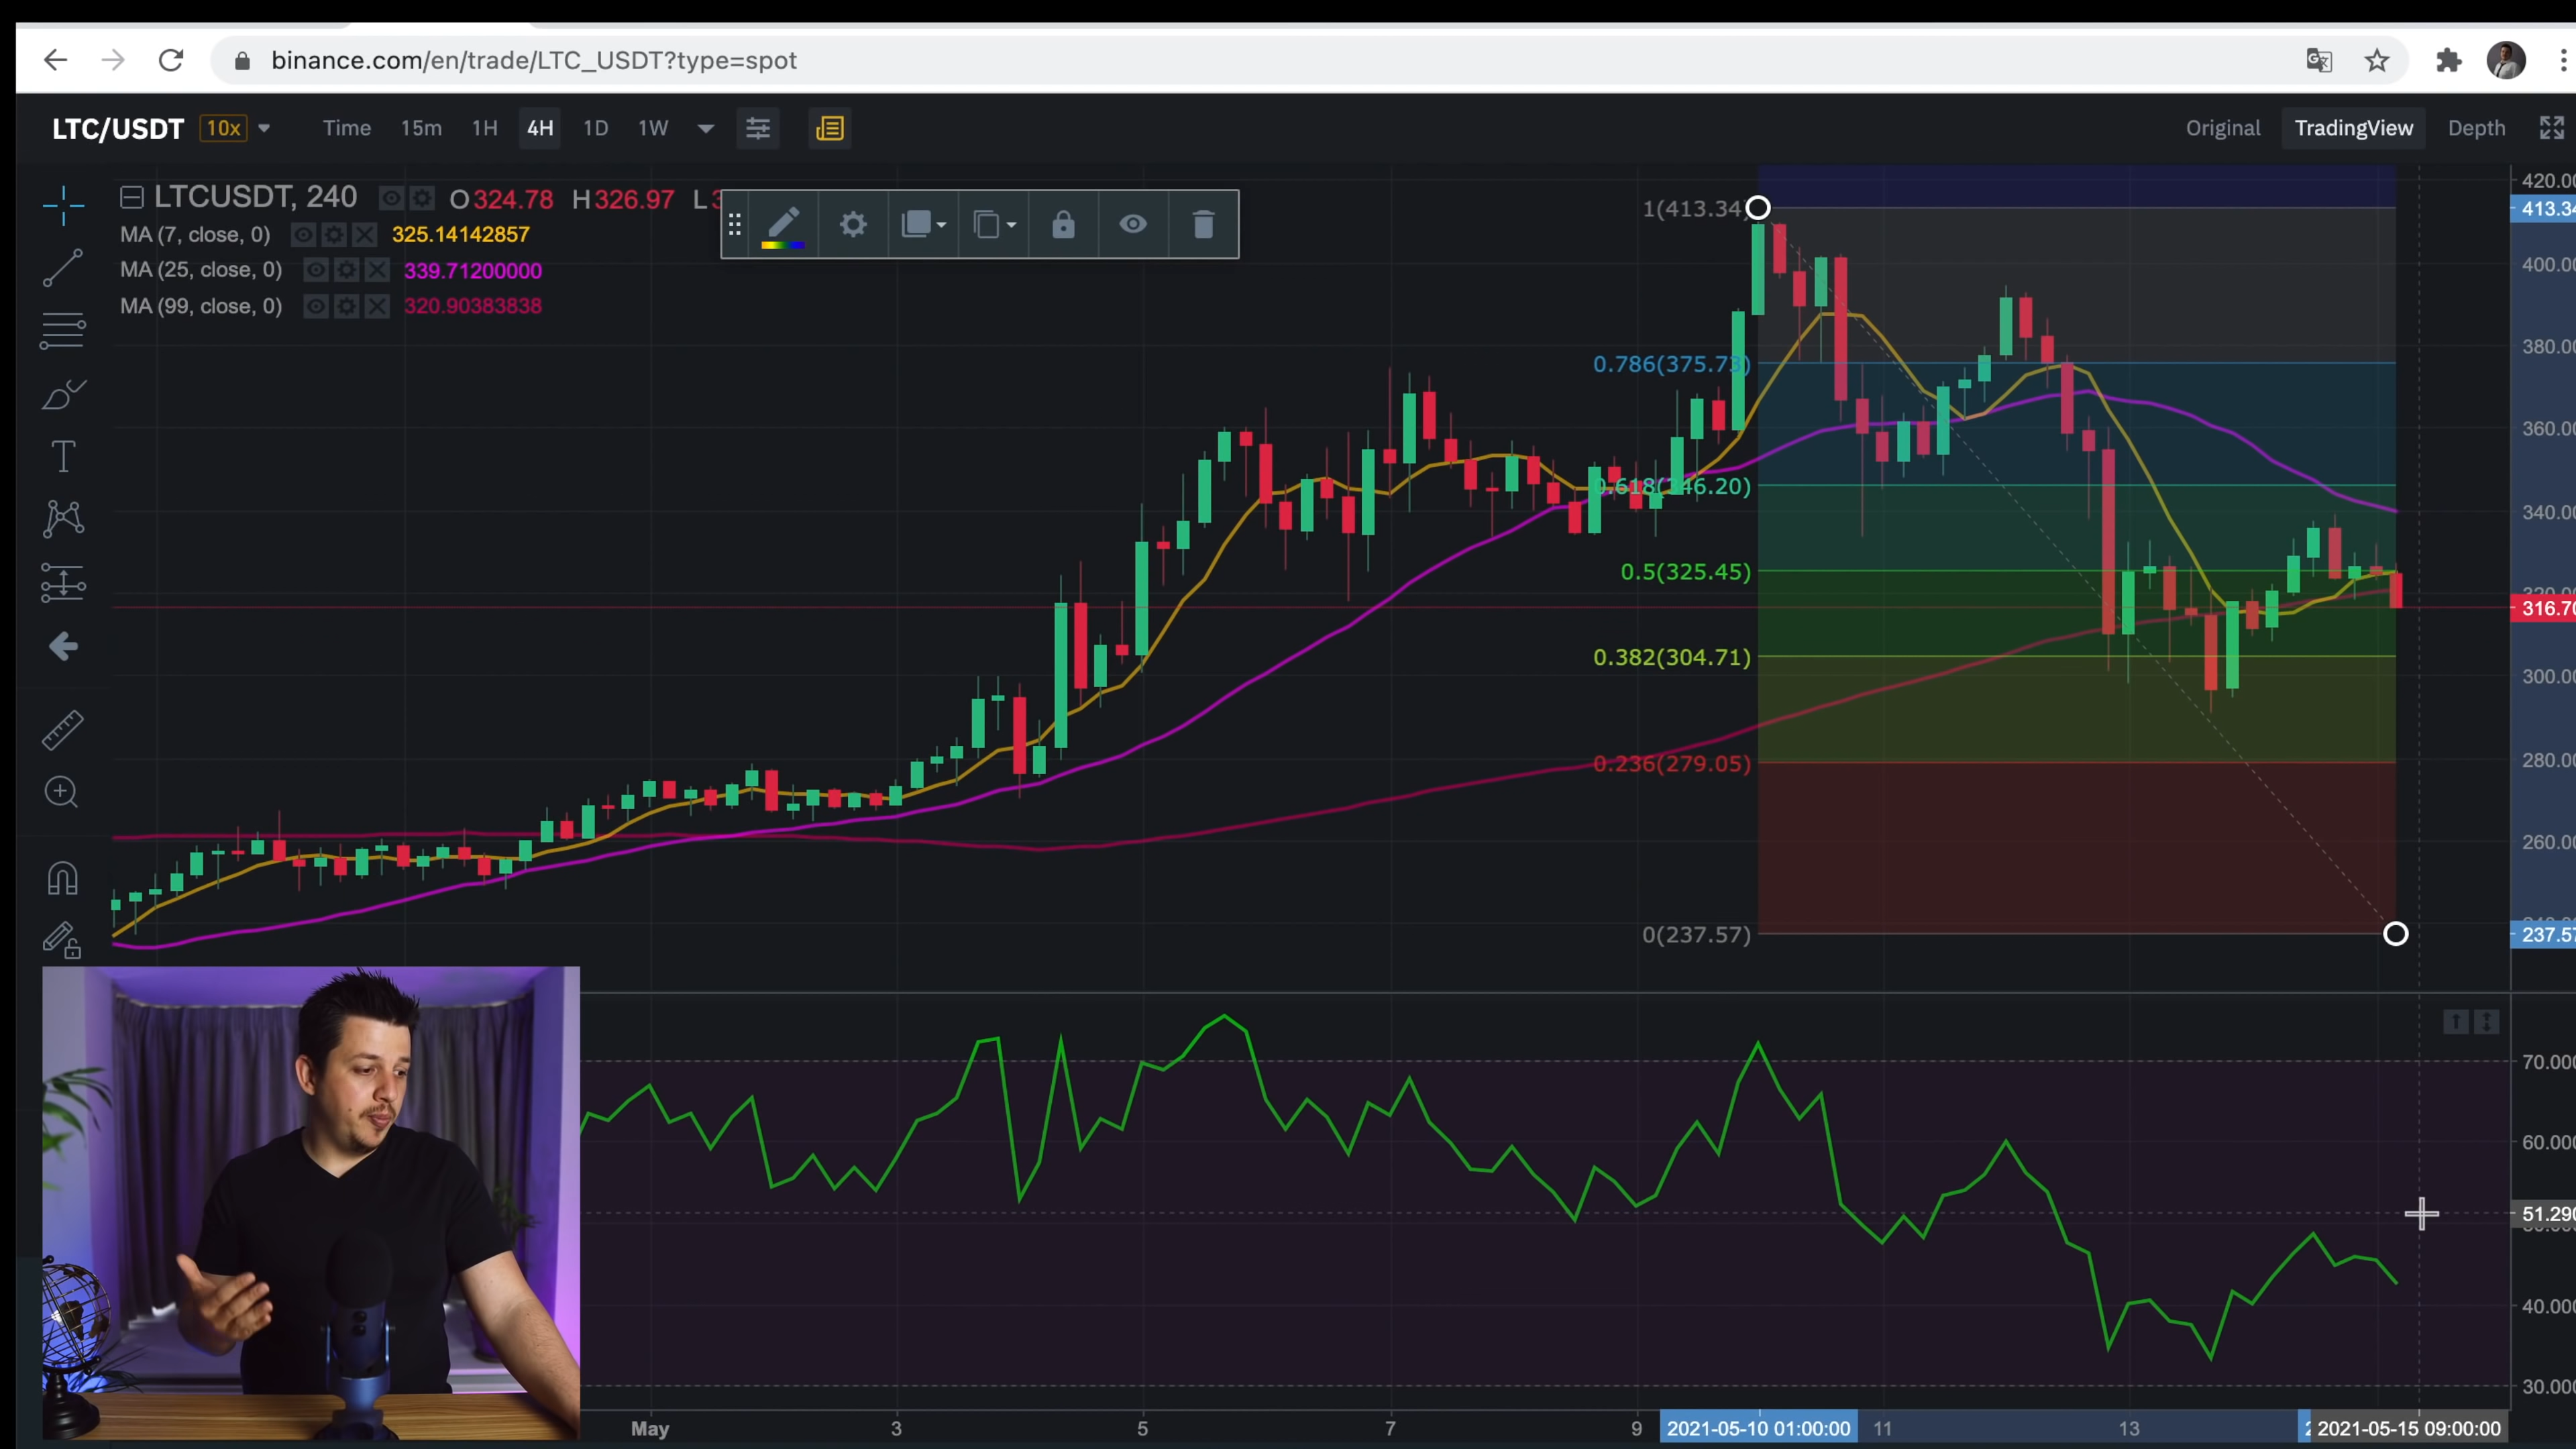 binance.com/en/trade/LTC_USDT?type=spot
LTC/USDT 10x Time 15m 1H 4H 1D 1W Original TradingView Depth
LTCUSDT, 240 O324.78 H326.97 L3
MA (7, close, 0) 325.14142857
MA (25, close, 0) 339.71200000
MA (99, close, 0) 320.90383838
T
1(413.34)
0.786(375.73)
0.618(346.20)
0.5(325.45)
0.382(304.71)
0.236(279.05)
0(237.57)
420.00
413.34
400.00
380.00
360.00
340.00
316.70
300.00
280.00
260.00
237.57
70.000
60.000
51.290
40.000
30.000
May 3 5 7 9 2021-05-10 01:00:00 11 13 2021-05-15 09:00:00